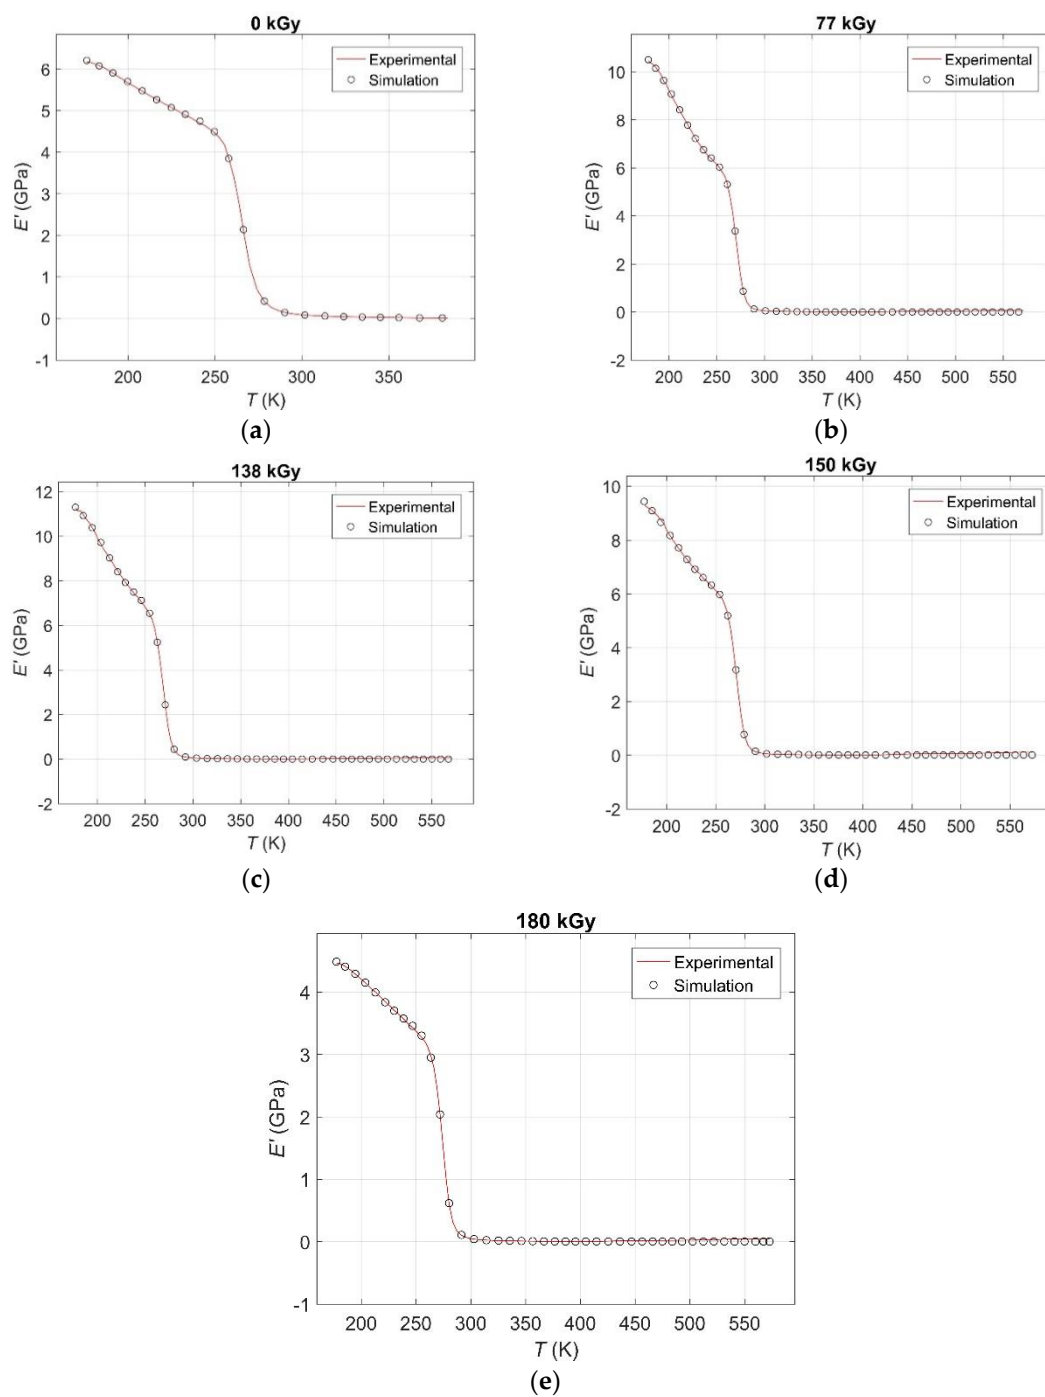 0 kGy
Experimental
Simulation
6
5
4
3
2
1
0
-1
E' (GPa)
200
250
300
350
T (K)
(a)
77 kGy
Experimental
Simulation
10
8
6
4
2
0
-2
E' (GPa)
200
250
300
350
400
450
500
550
T (K)
(b)
138 kGy
Experimental
Simulation
12
10
8
6
4
2
0
-2
E' (GPa)
200
250
300
350
400
450
500
550
T (K)
(c)
150 kGy
Experimental
Simulation
10
8
6
4
2
0
-2
E' (GPa)
200
250
300
350
400
450
500
550
T (K)
(d)
180 kGy
Experimental
Simulation
4
3
2
1
0
-1
E' (GPa)
200
250
300
350
400
450
500
550
T (K)
(e)